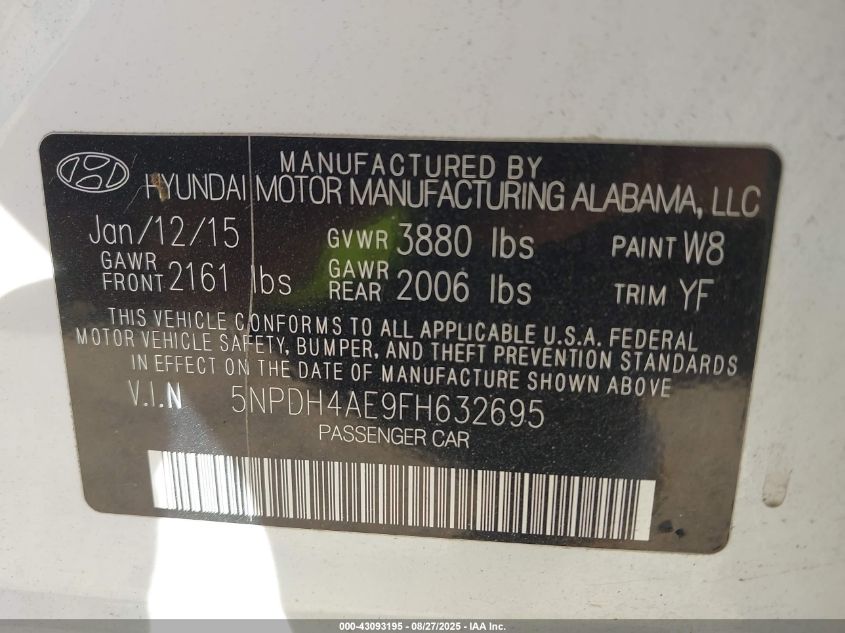 MANUFACTURED BY
HYUNDAI MOTOR MANUFACTURING ALABAMA, LLC
Jan/12/15 GVWR 3880 lbs PAINT W8
GAWR FRONT 2161 lbs GAWR REAR 2006 lbs TRIM YF
THIS VEHICLE CONFORMS TO ALL APPLICABLE U.S.A. FEDERAL
MOTOR VEHICLE SAFETY, BUMPER, AND THEFT PREVENTION STANDARDS
IN EFFECT ON THE DATE OF MANUFACTURE SHOWN ABOVE
V.I.N 5NPDH4AE9FH632695
PASSENGER CAR
000-43093195 - 08/27/2025 - IAA Inc.